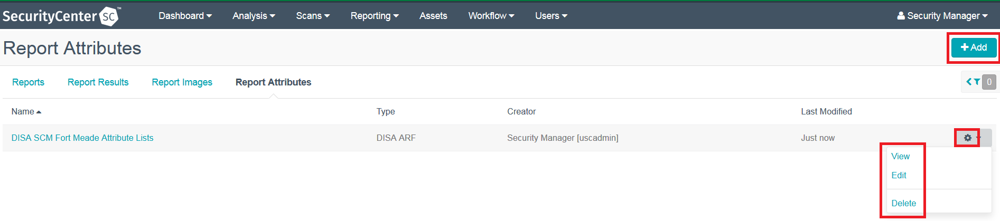 SecurityCenter SC™ Dashboard Analysis Scans Reporting Assets Workflow Users Security Manager
Report Attributes Add
Reports Report Results Report Images Report Attributes 0
Name Type Creator Last Modified
DISA SCM Fort Meade Attribute Lists DISA ARF Security Manager [uscadmin] Just now
View
Edit
Delete